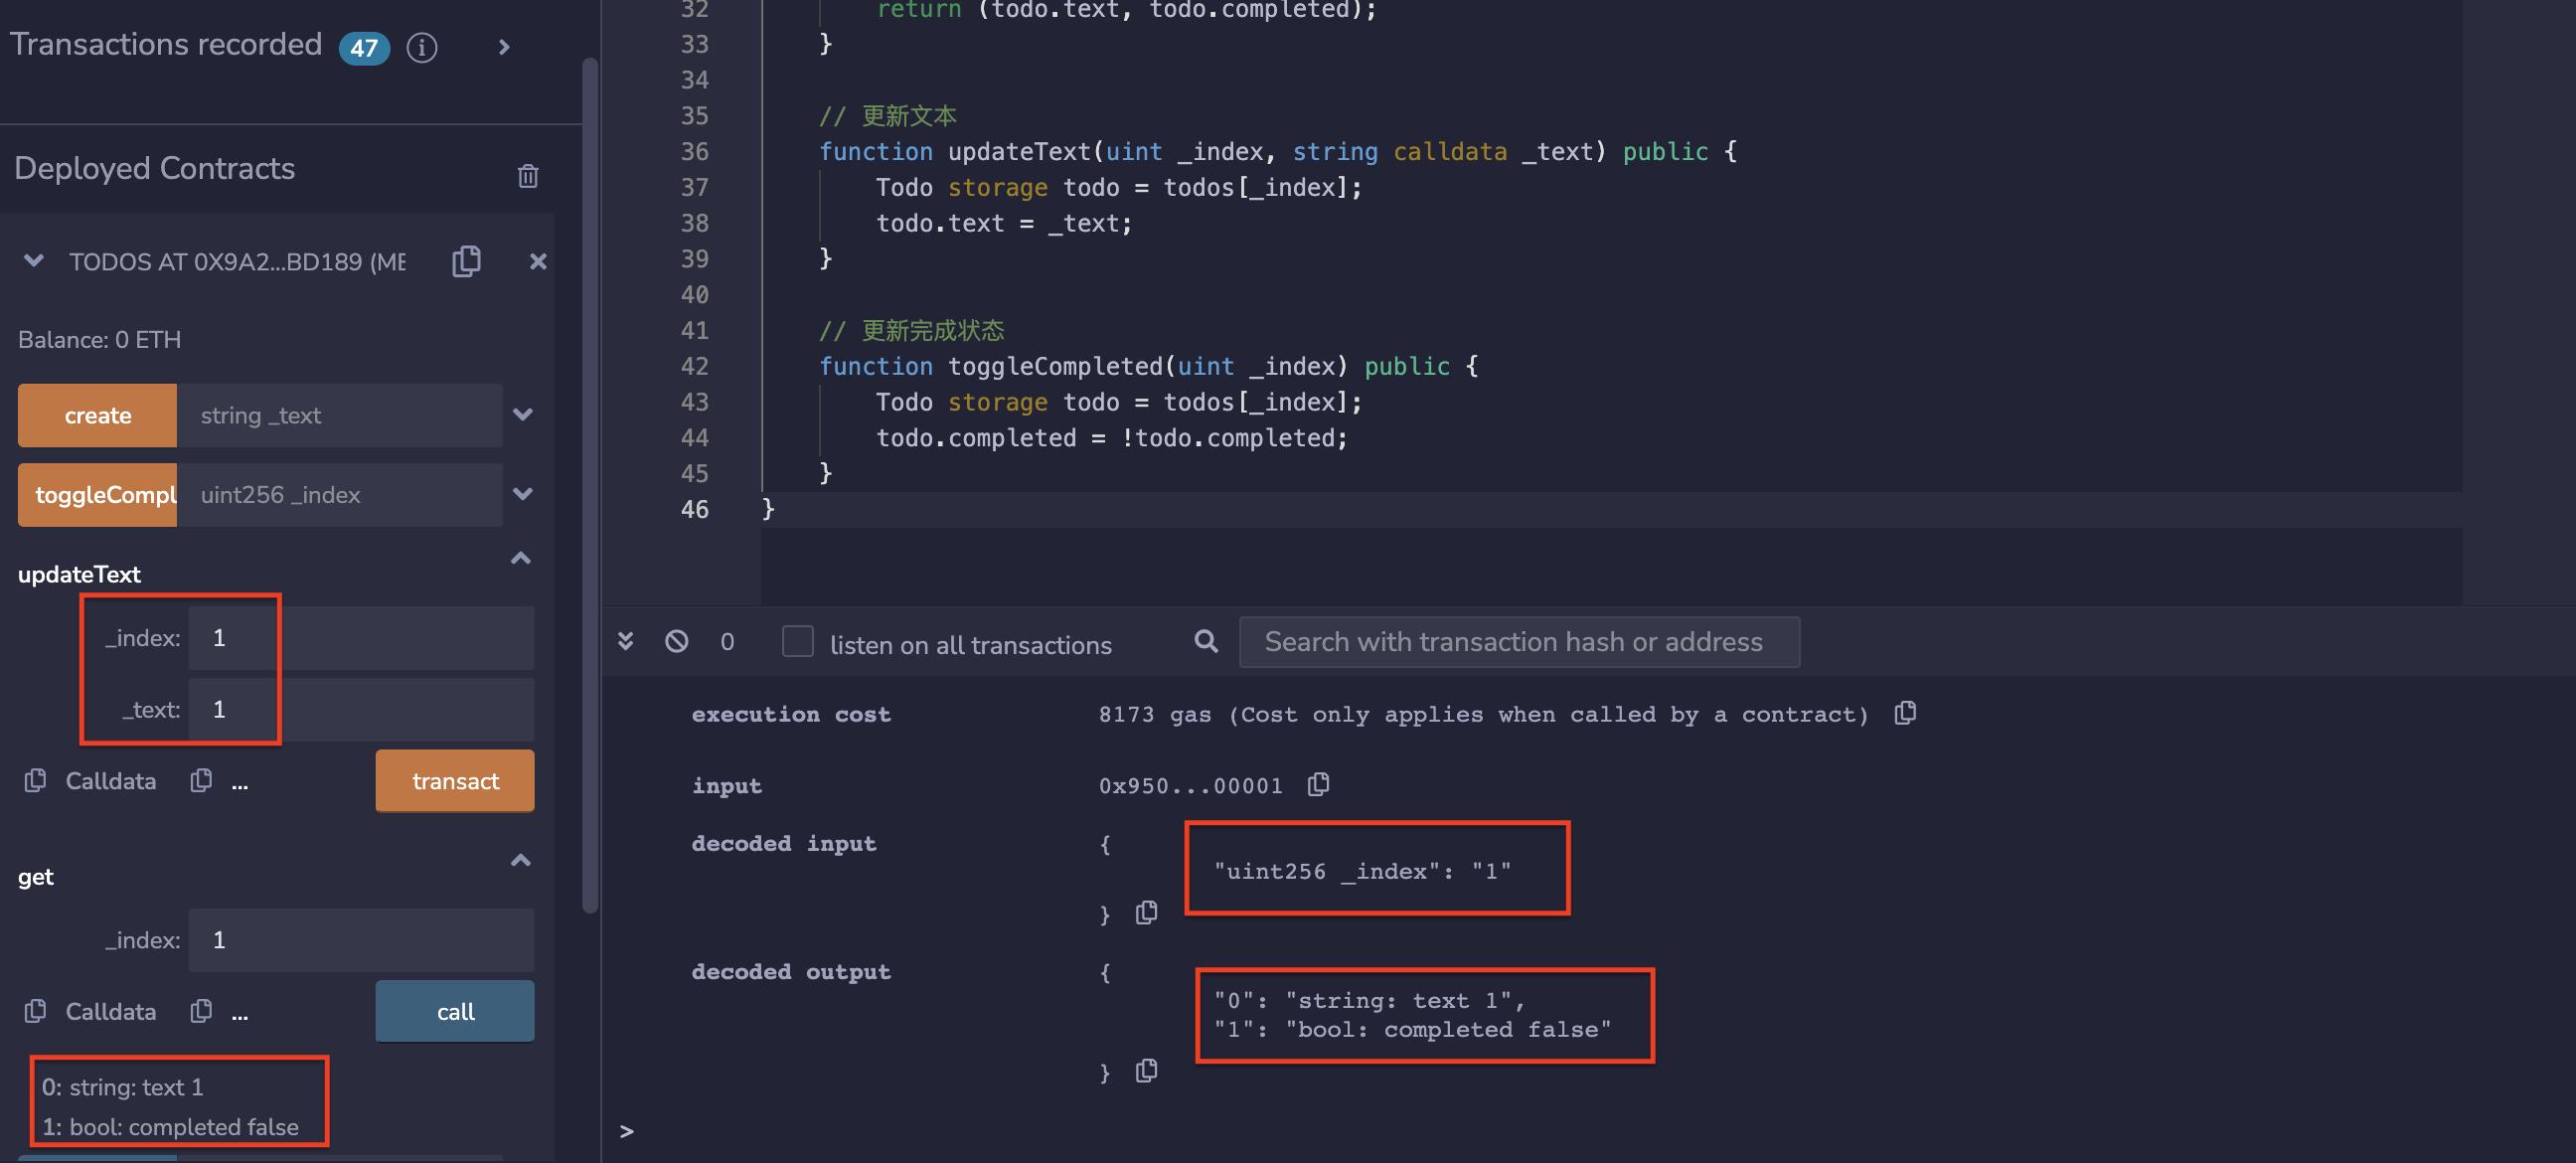 Transactions recorded 47 i
Deployed Contracts
TODOS AT 0X9A2...BD189 (ME
Balance: 0 ETH
create string _text
toggleCompl uint256 _index
updateText
_index: 1
_text: 1
Calldata ... transact
get
_index: 1
Calldata ... call
0: string: text 1
1: bool: completed false
32 return (todo.text, todo.completed);
33 }
34
35 // 更新文本
36 function updateText(uint _index, string calldata _text) public {
37 Todo storage todo = todos[_index];
38 todo.text = _text;
39 }
40
41 // 更新完成状态
42 function toggleCompleted(uint _index) public {
43 Todo storage todo = todos[_index];
44 todo.completed = !todo.completed;
45 }
46 }
0 listen on all transactions Search with transaction hash or address
execution cost 8173 gas (Cost only applies when called by a contract)
input 0x950...00001
decoded input {
"uint256 _index": "1"
}
decoded output {
"0": "string: text 1",
"1": "bool: completed false"
}
>